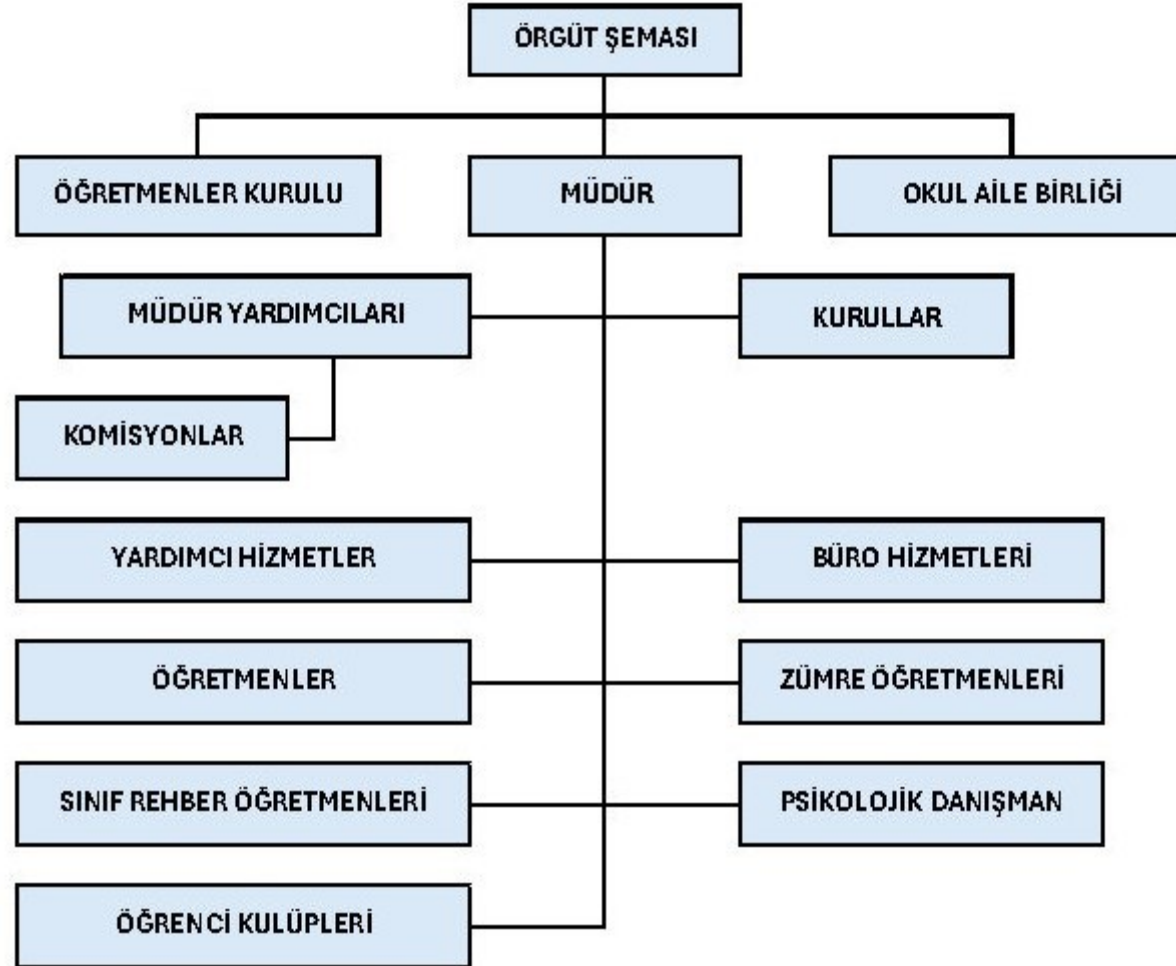 ÖRGÜT ŞEMASI
ÖĞRETMENLER KURULU
MÜDÜR
OKUL AİLE BİRLİĞİ
MÜDÜR YARDIMCILARI
KURULLAR
KOMİSYONLAR
YARDIMCI HİZMETLER
BÜRO HİZMETLERİ
ÖĞRETMENLER
ZÜMRE ÖĞRETMENLERİ
SINIF REHBER ÖĞRETMENLERİ
PSİKOLOJİK DANIŞMAN
ÖĞRENCİ KULÜPLERİ